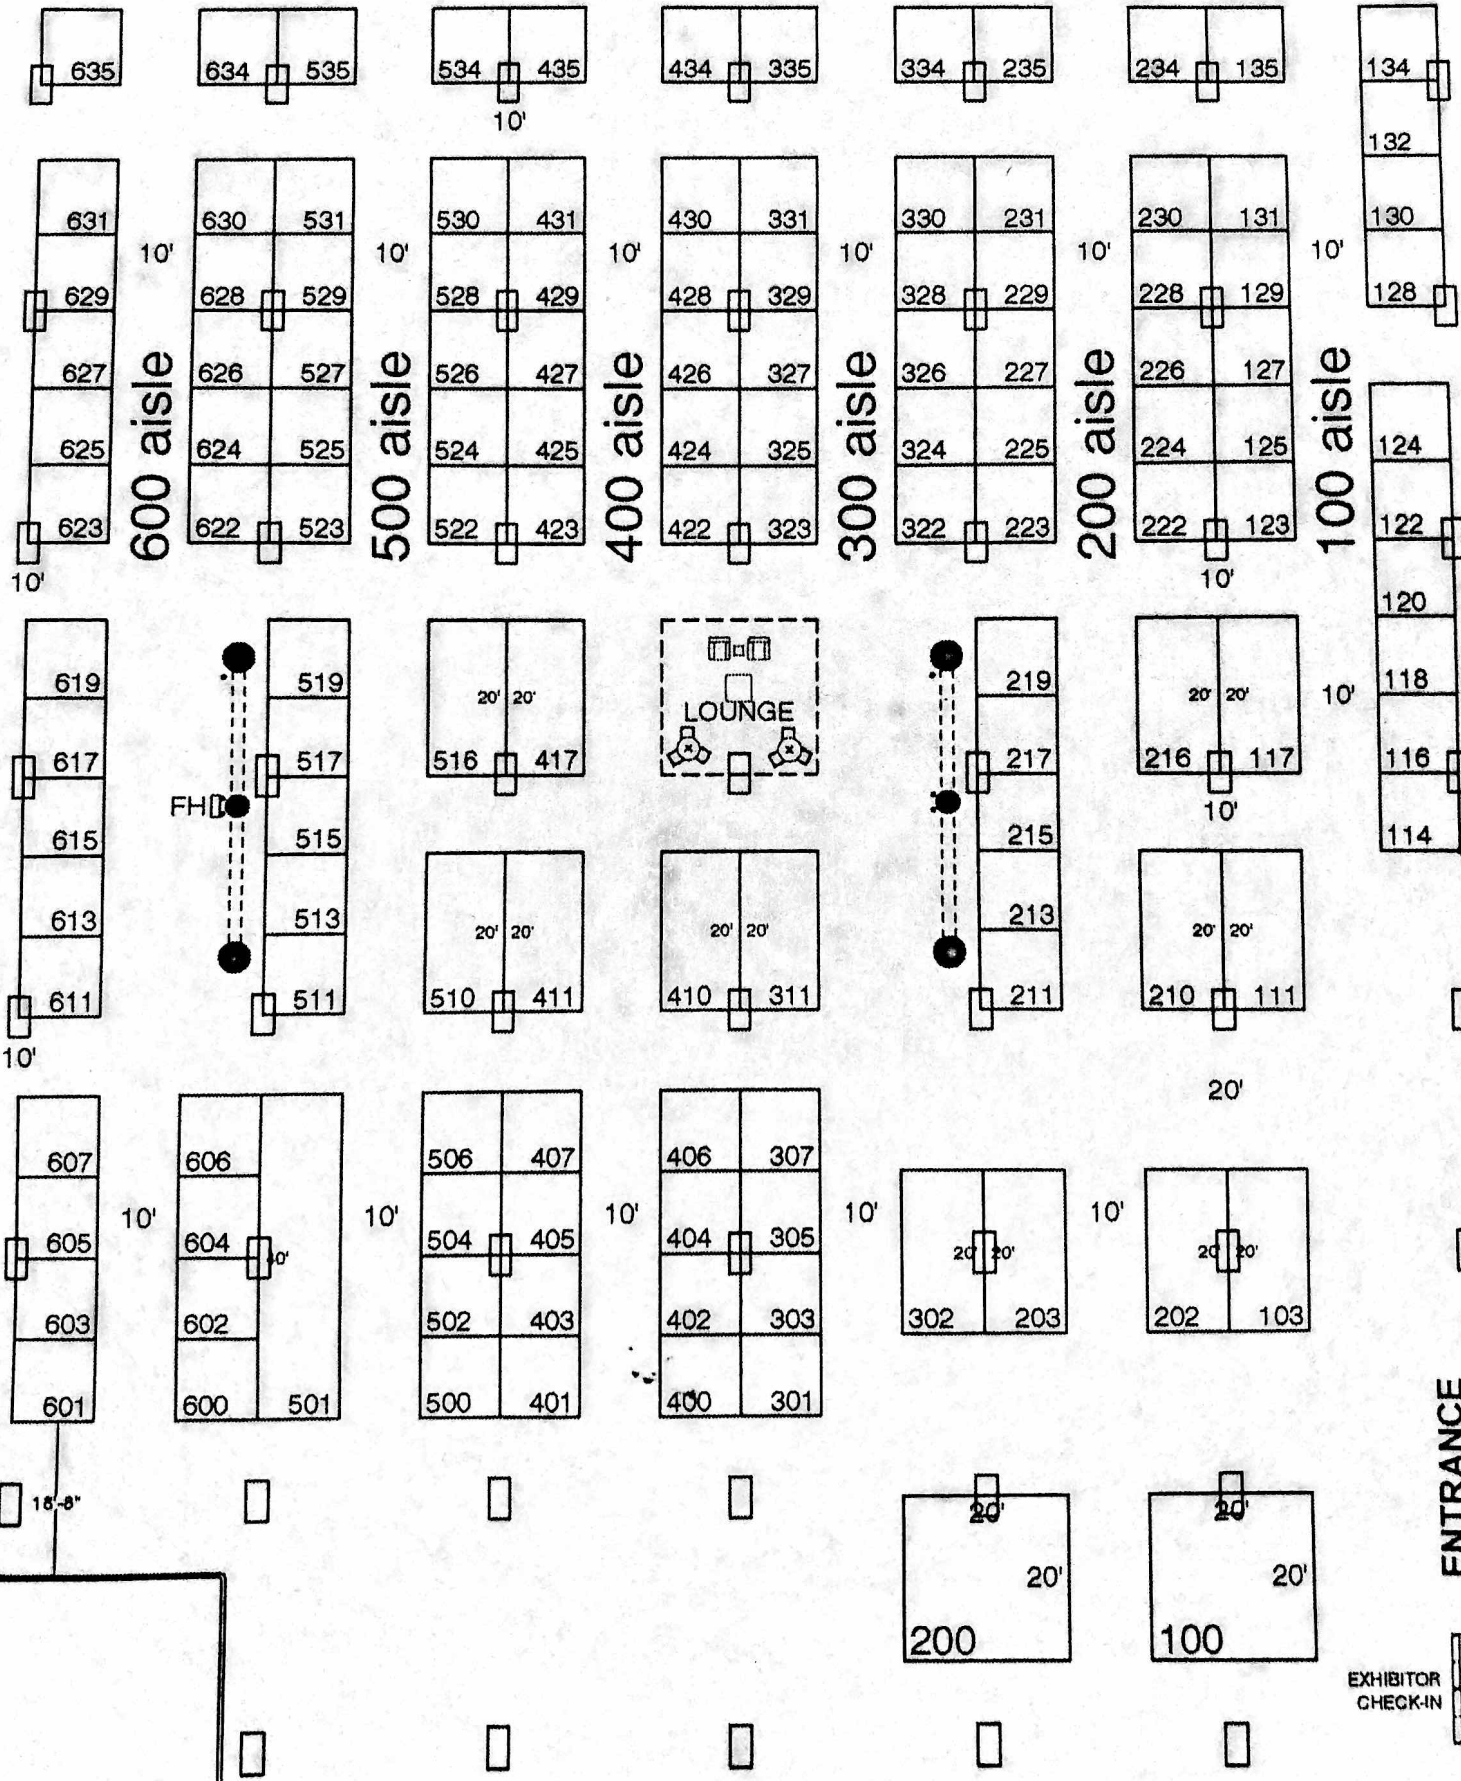 635 634 535 534 435 434 335 334 235 234 135 134
10'
132
631 630 531 530 431 430 331 330 231 230 131 130
10' 10' 10' 10' 10' 10'
629 628 529 528 429 428 329 328 229 228 129 128
627 626 527 526 427 426 327 326 227 226 127
600 aisle 500 aisle 400 aisle 300 aisle 200 aisle 100 aisle
625 624 525 524 425 424 325 324 225 224 125 124
623 622 523 522 423 422 323 322 223 222 123 122
10' 10'
120
619 519 20' 20' 219 20' 20' 10' 118
LOUNGE
617 517 516 417 217 216 117 116
FH 10'
615 515 215 114
613 513 20' 20' 20' 20' 213 20' 20'
611 511 510 411 410 311 211 210 111
10'
20'
607 606 506 407 406 307
10' 10' 10' 10' 10'
605 604 40' 504 405 404 305 20' 20' 20' 20'
603 602 502 403 402 303 302 203 202 103
601 600 501 500 401 400 301
ENTRANCE
18'-8" 20' 20'
20' 20'
200 100
EXHIBITOR
CHECK-IN